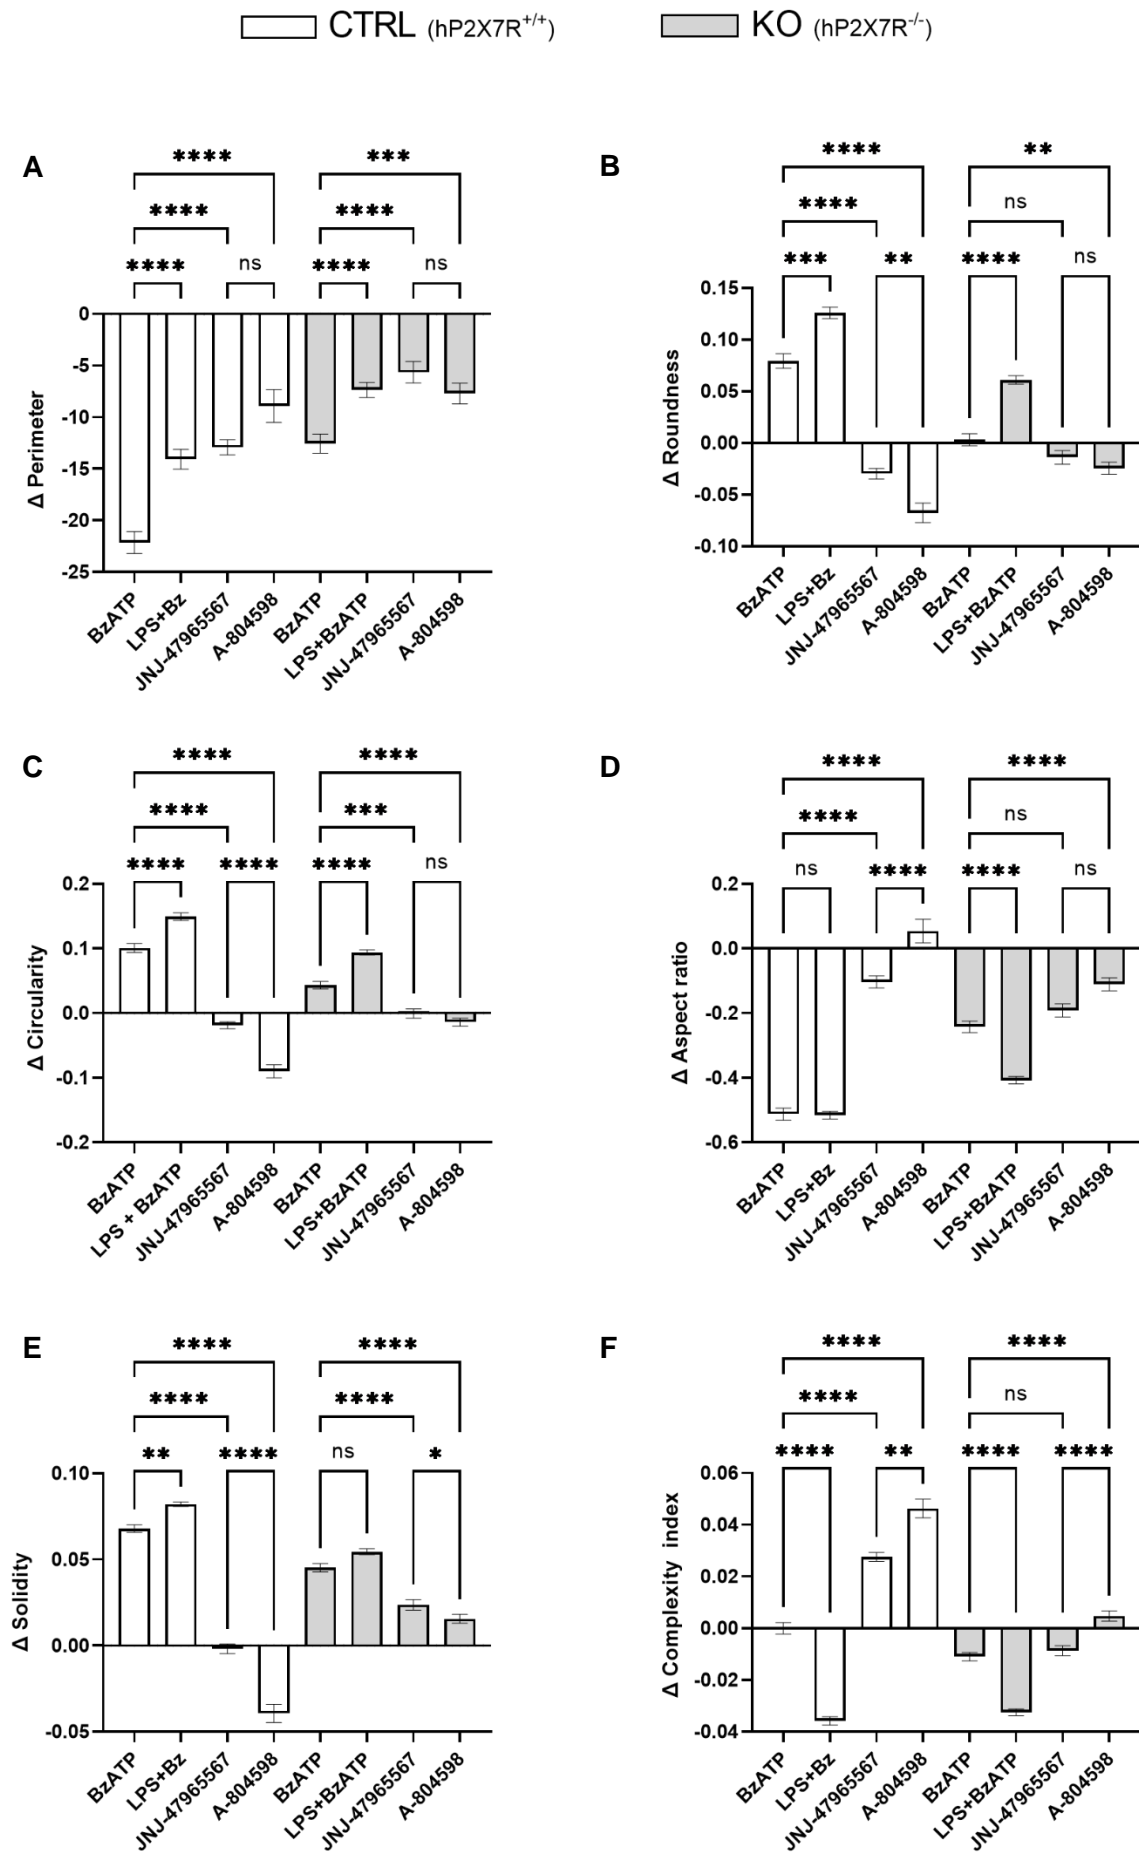 CTRL (hP2X7R+/+) KO (hP2X7R-/-)
A
**** ***
**** ****
**** ns **** ns
Δ Perimeter
0
-5
-10
-15
-20
-25
BzATP LPS+Bz JNJ-47965567 A-804598 BzATP LPS+BzATP JNJ-47965567 A-804598
B
**** **
**** ns
*** ** **** ns
Δ Roundness
0.15
0.10
0.05
0.00
-0.05
-0.10
BzATP LPS+Bz JNJ-47965567 A-804598 BzATP LPS+BzATP JNJ-47965567 A-804598
C
**** ****
**** ***
**** **** **** ns
Δ Circularity
0.2
0.1
0.0
-0.1
-0.2
BzATP LPS + BzATP JNJ-47965567 A-804598 BzATP LPS+BzATP JNJ-47965567 A-804598
D
**** ****
**** ns
ns **** **** ns
Δ Aspect ratio
0.2
0.0
-0.2
-0.4
-0.6
BzATP LPS+Bz JNJ-47965567 A-804598 BzATP LPS+BzATP JNJ-47965567 A-804598
E
**** ****
**** ****
** **** ns *
Δ Solidity
0.10
0.05
0.00
-0.05
BzATP LPS+Bz JNJ-47965567 A-804598 BzATP LPS+BzATP JNJ-47965567 A-804598
F
**** ****
**** ns
**** ** **** ****
Δ Complexity index
0.06
0.04
0.02
0.00
-0.02
-0.04
BzATP LPS+Bz JNJ-47965567 A-804598 BzATP LPS+BzATP JNJ-47965567 A-804598